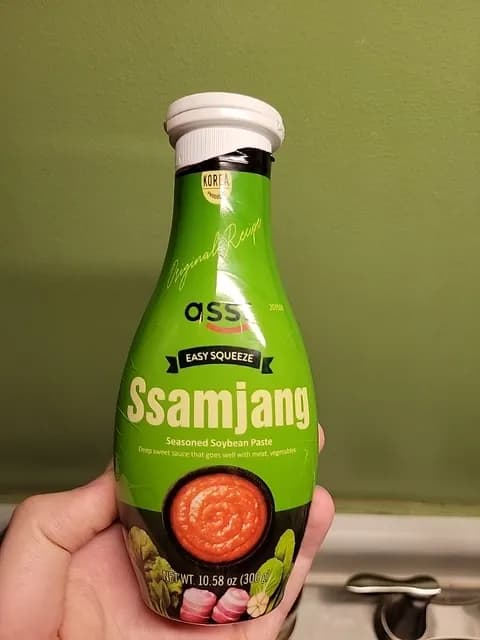 KOREA
Original Recipe
assi
EASY SQUEEZE
Ssamjang
Seasoned Soybean Paste
Deep sweet sauce that goes well with meat, vegetables
NET WT. 10.58 oz (300g)